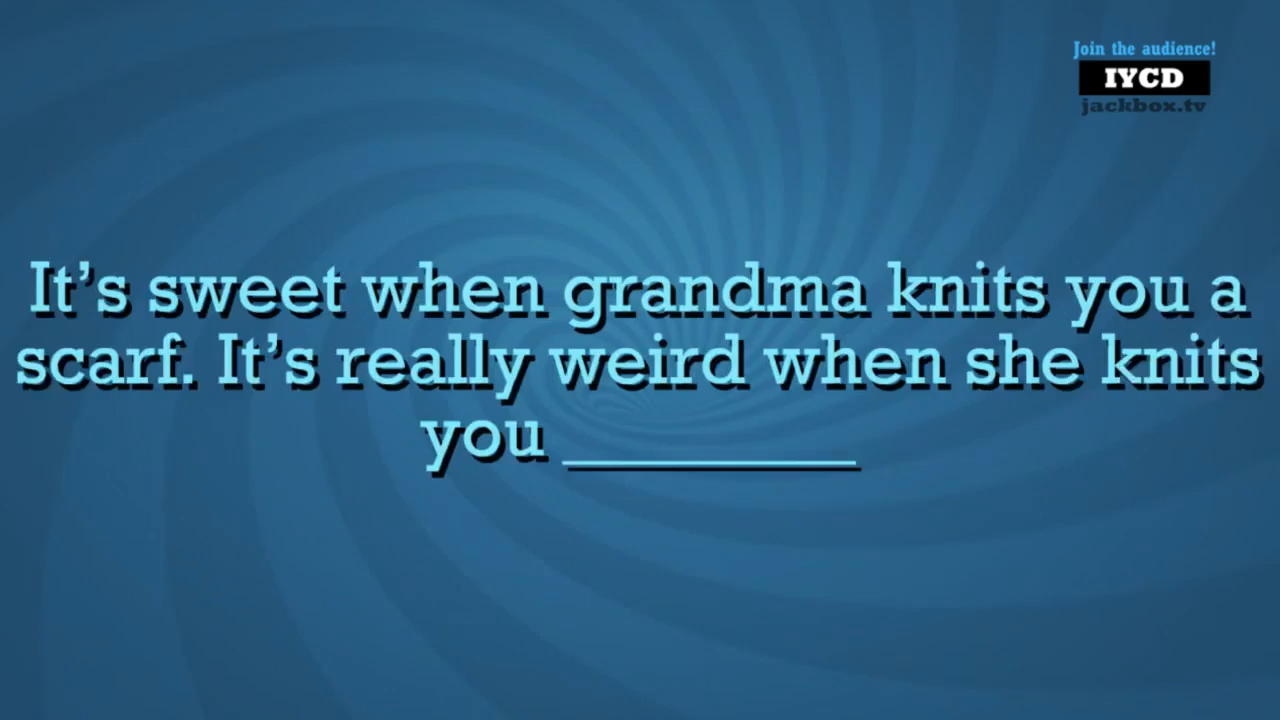 Join the audience!
IYCD
jackbox.tv
It's sweet when grandma knits you a
scarf. It's really weird when she knits
you __________